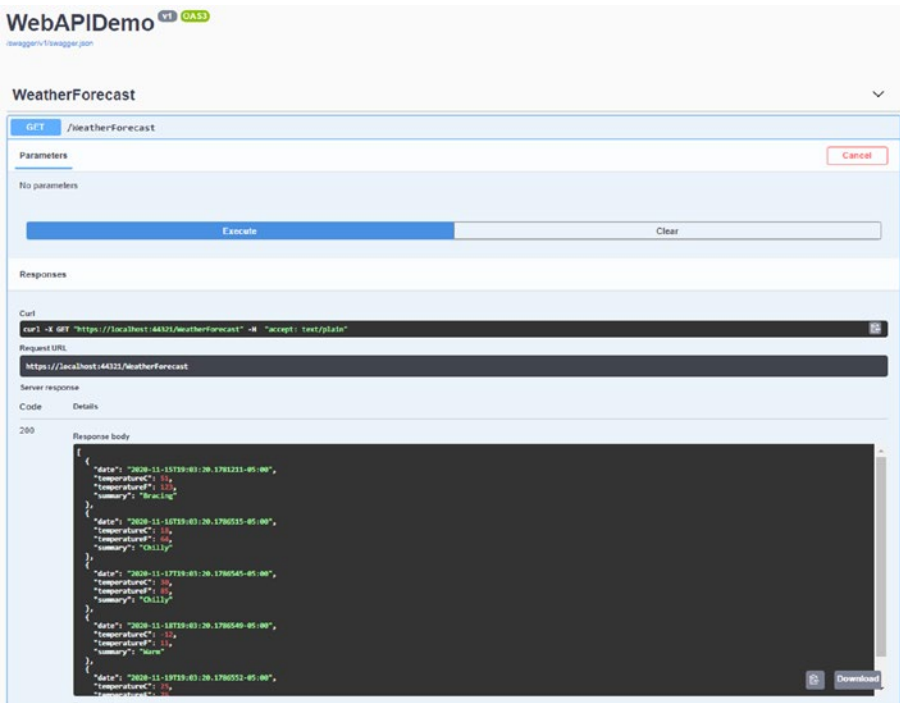 WebAPIDemo v1 OAS3
/swagger/v1/swagger.json
WeatherForecast
GET /WeatherForecast
Parameters Cancel
No parameters
Execute Clear
Responses
Curl
curl -X GET "https://localhost:44321/WeatherForecast" -H "accept: text/plain"
Request URL
https://localhost:44321/WeatherForecast
Server response
Code Details
200
Response body
[
{
"date": "2020-11-15T19:03:20.1781211-05:00",
"temperatureC": 51,
"temperatureF": 123,
"summary": "Bracing"
},
{
"date": "2020-11-16T19:03:20.1786515-05:00",
"temperatureC": 18,
"temperatureF": 64,
"summary": "Chilly"
},
{
"date": "2020-11-17T19:03:20.1786545-05:00",
"temperatureC": 30,
"temperatureF": 85,
"summary": "Chilly"
},
{
"date": "2020-11-18T19:03:20.1786549-05:00",
"temperatureC": -12,
"temperatureF": 11,
"summary": "Warm"
},
{
"date": "2020-11-19T19:03:20.1786552-05:00",
"temperatureC": 25,
"temperatureF":
Download